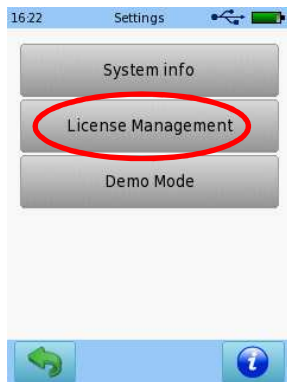 16:22 Settings
System info
License Management
Demo Mode
i